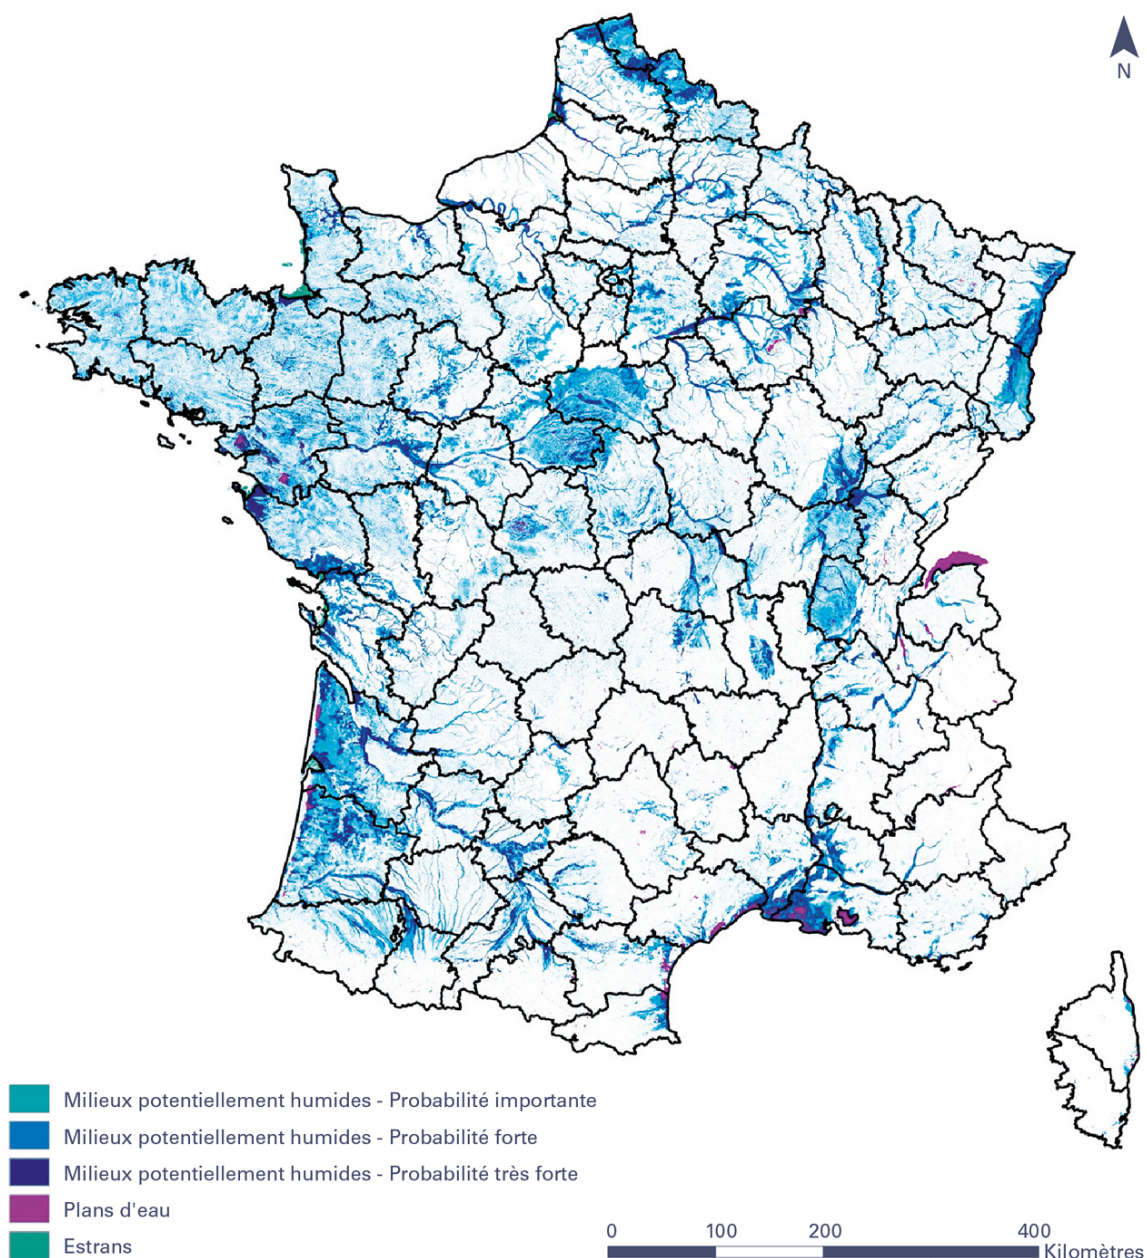 N
Milieux potentiellement humides - Probabilité importante
Milieux potentiellement humides - Probabilité forte
Milieux potentiellement humides - Probabilité très forte
Plans d'eau
Estrans
0 100 200 400
Kilomètres